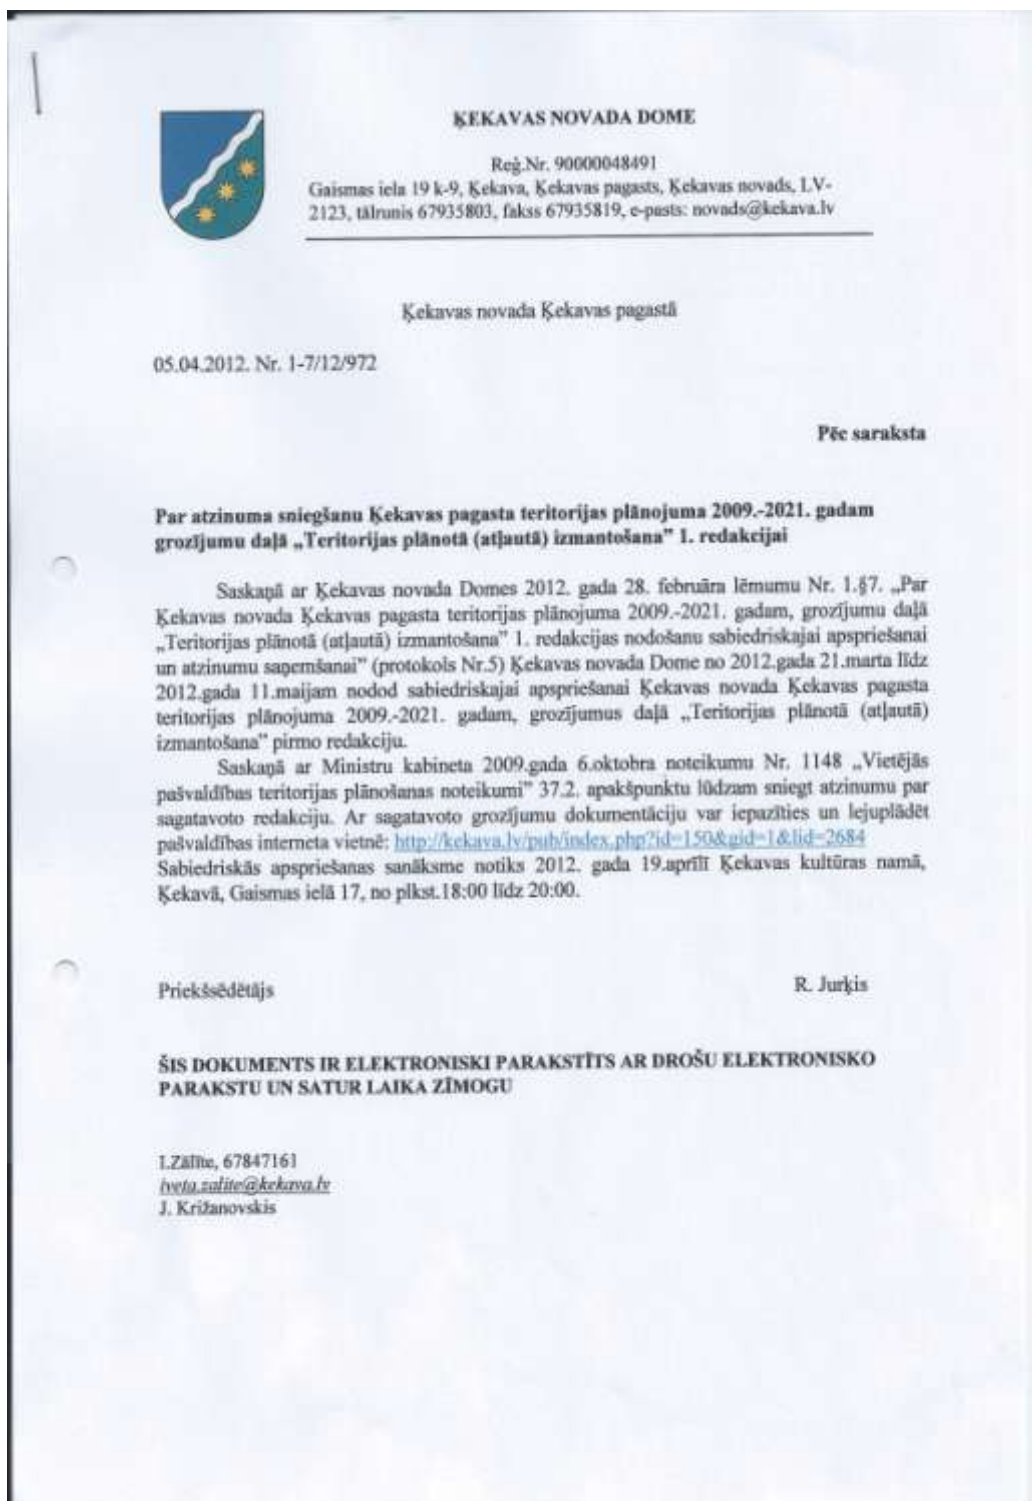 ĶEKAVAS NOVADA DOME
Reģ.Nr. 90000048491
Gaismas iela 19 k-9, Ķekava, Ķekavas pagasts, Ķekavas novads, LV-
2123, tālrunis 67935803, fakss 67935819, e-pasts: novads@kekava.lv
Ķekavas novada Ķekavas pagastā
05.04.2012. Nr. 1-7/12/972
Pēc saraksta
Par atzinuma sniegšanu Ķekavas pagasta teritorijas plānojuma 2009.-2021. gadam
grozījumu daļā „Teritorijas plānotā (atļautā) izmantošana” 1. redakcijai
Saskaņā ar Ķekavas novada Domes 2012. gada 28. februāra lēmumu Nr. 1.§7. „Par
Ķekavas novada Ķekavas pagasta teritorijas plānojuma 2009.-2021. gadam, grozījumu daļā
„Teritorijas plānotā (atļautā) izmantošana” 1. redakcijas nodošanu sabiedriskajai apspriešanai
un atzinumu saņemšanai” (protokols Nr.5) Ķekavas novada Dome no 2012.gada 21.marta līdz
2012.gada 11.maijam nodod sabiedriskajai apspriešanai Ķekavas novada Ķekavas pagasta
teritorijas plānojuma 2009.-2021. gadam, grozījumus daļā „Teritorijas plānotā (atļautā)
izmantošana” pirmo redakciju.
Saskaņā ar Ministru kabineta 2009.gada 6.oktobra noteikumu Nr. 1148 „Vietējās
pašvaldības teritorijas plānošanas noteikumi” 37.2. apakšpunktu lūdzam sniegt atzinumu par
sagatavoto redakciju. Ar sagatavoto grozījumu dokumentāciju var iepazīties un lejuplādēt
pašvaldības interneta vietnē: http://kekava.lv/pub/index.php?id=150&gid=1&lid=2684
Sabiedriskās apspriešanas sanāksme notiks 2012. gada 19.aprīlī Ķekavas kultūras namā,
Ķekavā, Gaismas ielā 17, no plkst.18:00 līdz 20:00.
Priekšsēdētājs R. Jurķis
ŠIS DOKUMENTS IR ELEKTRONISKI PARAKSTĪTS AR DROŠU ELEKTRONISKO
PARAKSTU UN SATUR LAIKA ZĪMOGU
I.Zālīte, 67847161
iveta.zalite@kekava.lv
J. Križanovskis